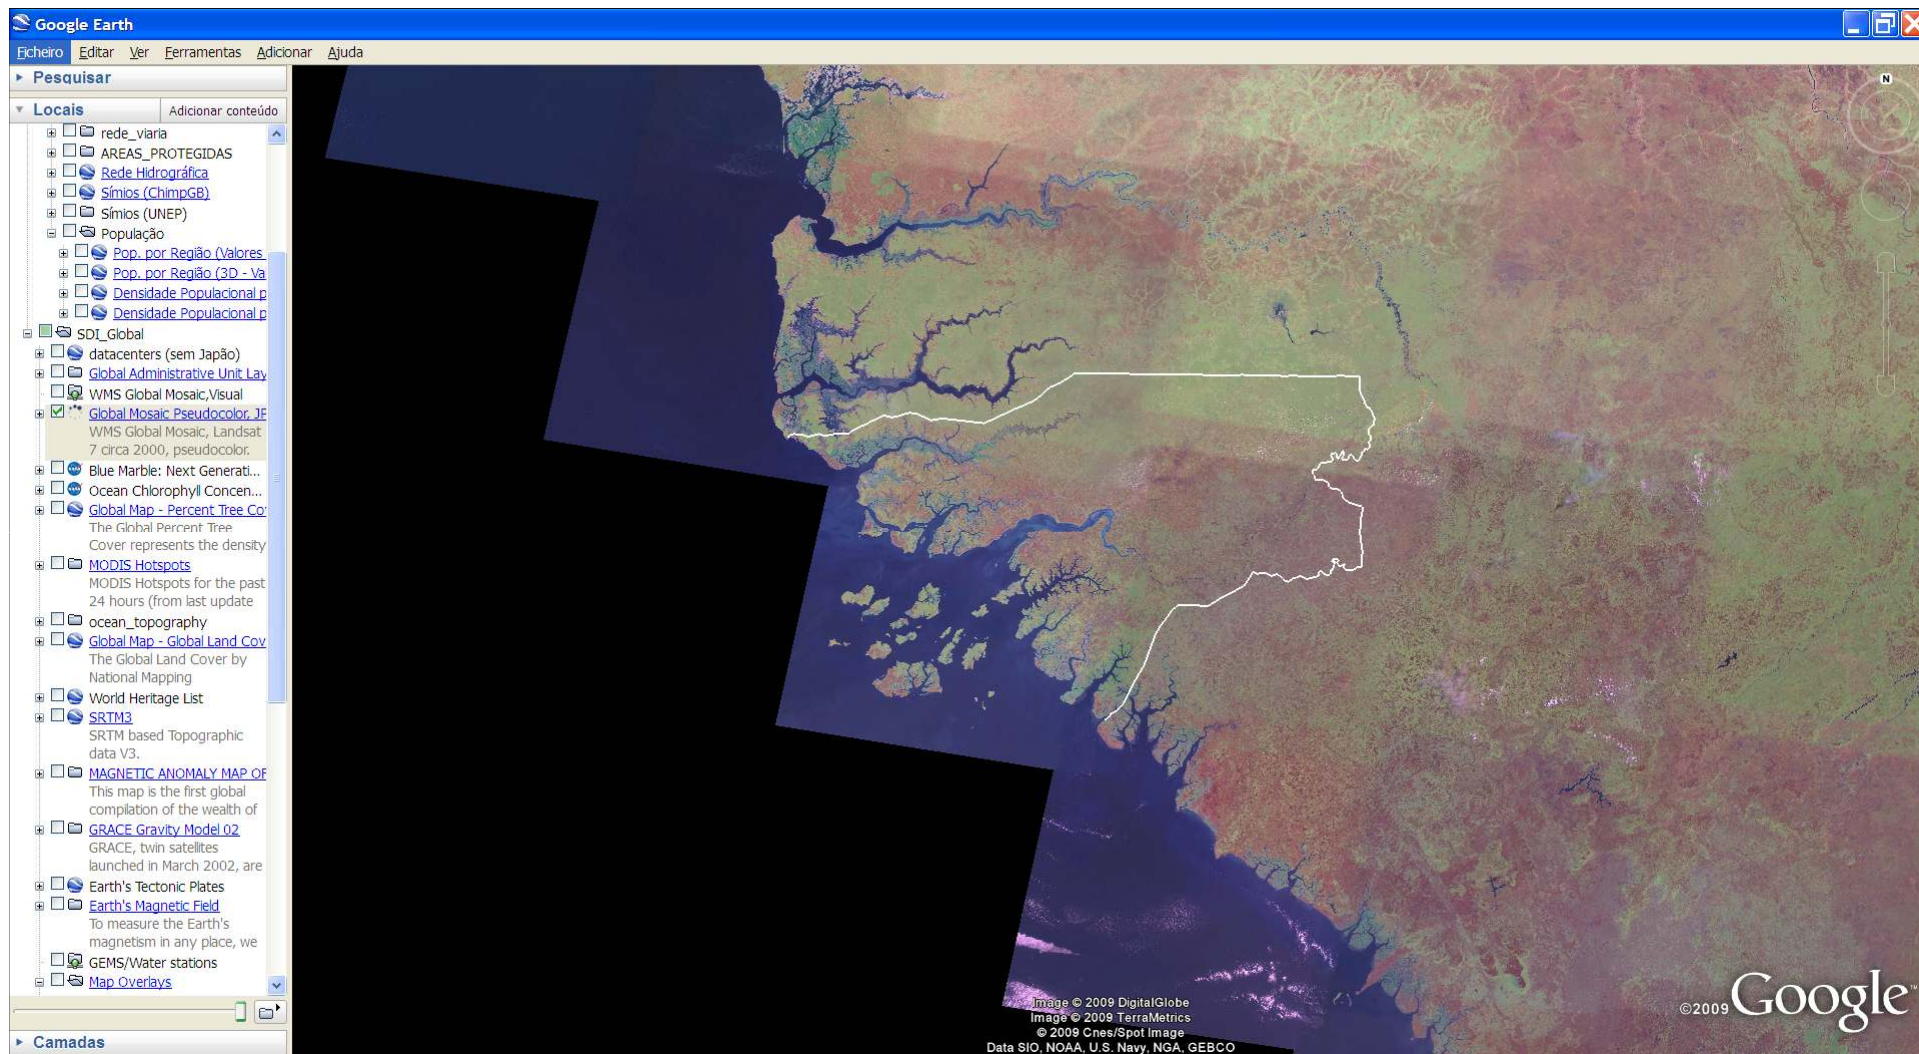 Google Earth
Ficheiro Editar Ver Ferramentas Adicionar Ajuda
Pesquisar
Locais Adicionar conteúdo
rede_viaria
AREAS_PROTEGIDAS
Rede Hidrográfica
Símios (ChimpGB)
Símios (UNEP)
População
Pop. por Região (Valores
Pop. por Região (3D - Va
Densidade Populacional p
Densidade Populacional p
SDI_Global
datacenters (sem Japão)
Global Administrative Unit Lay
WMS Global Mosaic,Visual
Global Mosaic Pseudocolor, JP
WMS Global Mosaic, Landsat
7 circa 2000, pseudocolor.
Blue Marble: Next Generati...
Ocean Chlorophyll Concen...
Global Map - Percent Tree Co
The Global Percent Tree
Cover represents the density
MODIS Hotspots
MODIS Hotspots for the past
24 hours (from last update
ocean_topography
Global Map - Global Land Cov
The Global Land Cover by
National Mapping
World Heritage List
SRTM3
SRTM based Topographic
data V3.
MAGNETIC ANOMALY MAP OF
This map is the first global
compilation of the wealth of
GRACE Gravity Model 02
GRACE, twin satellites
launched in March 2002, are
Earth's Tectonic Plates
Earth's Magnetic Field
To measure the Earth's
magnetism in any place, we
GEMS/Water stations
Map Overlays
Camadas
N
Image © 2009 DigitalGlobe
Image © 2009 TerraMetrics
© 2009 Cnes/Spot Image
Data SIO, NOAA, U.S. Navy, NGA, GEBCO
©2009 Google™